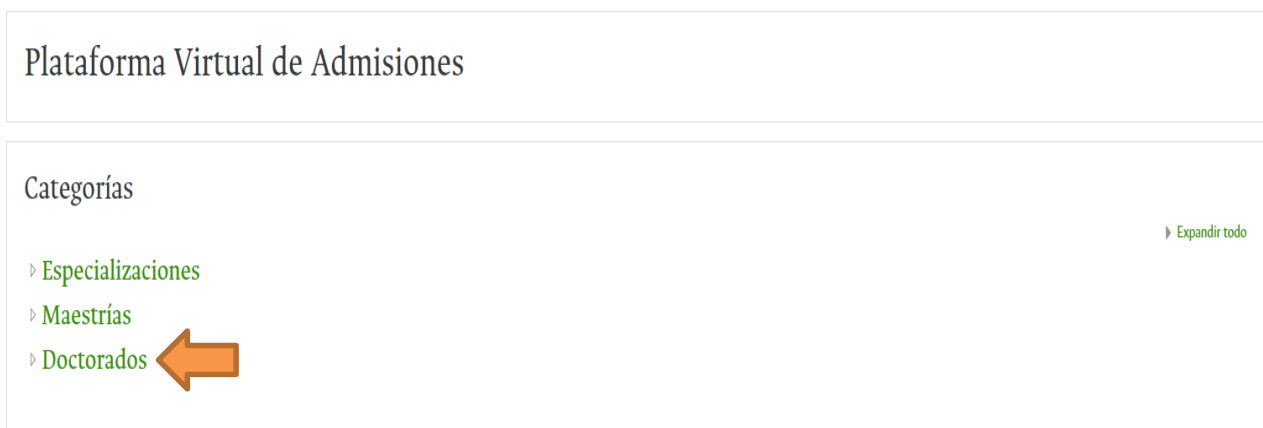 Plataforma Virtual de Admisiones
Categorías
Expandir todo
Especializaciones
Maestrías
Doctorados